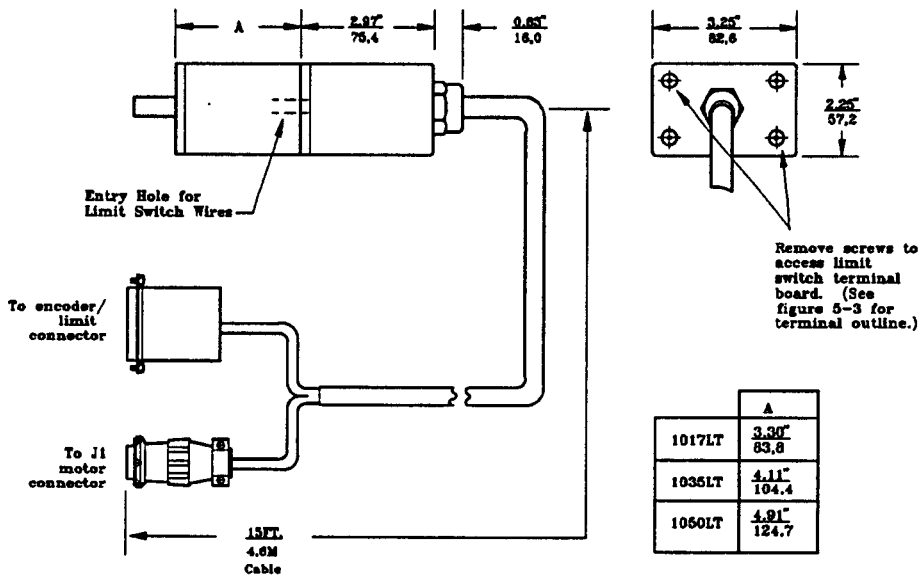 A
2.97"
75,4
0.63"
16,0
3.25"
82,6
2.25"
57,2
Entry Hole for
Limit Switch Wires
Remove screws to
access limit
switch terminal
board. (See
figure 5-3 for
terminal outline.)
To encoder/
limit
connector
To J1
motor
connector
15FT.
4.6M
Cable
A
1017LT
3.30"
83,8
1035LT
4.11"
104.4
1050LT
4.91"
124.7